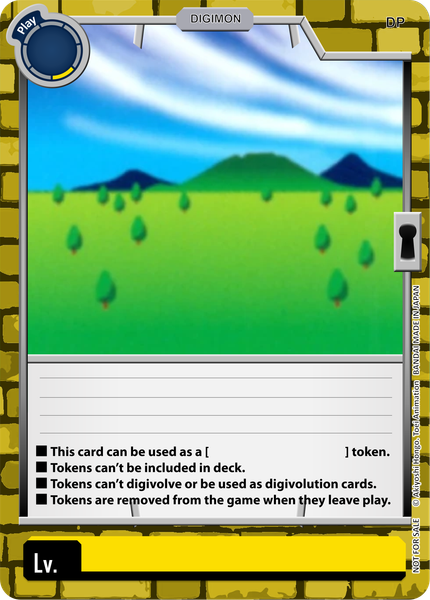 Play
DIGIMON
DP
■ This card can be used as a [ ] token.
■ Tokens can't be included in deck.
■ Tokens can't digivolve or be used as digivolution cards.
■ Tokens are removed from the game when they leave play.
Lv.
NOT FOR SALE © Akiyoshi Hongo, Toei Animation BANDAI MADE IN JAPAN